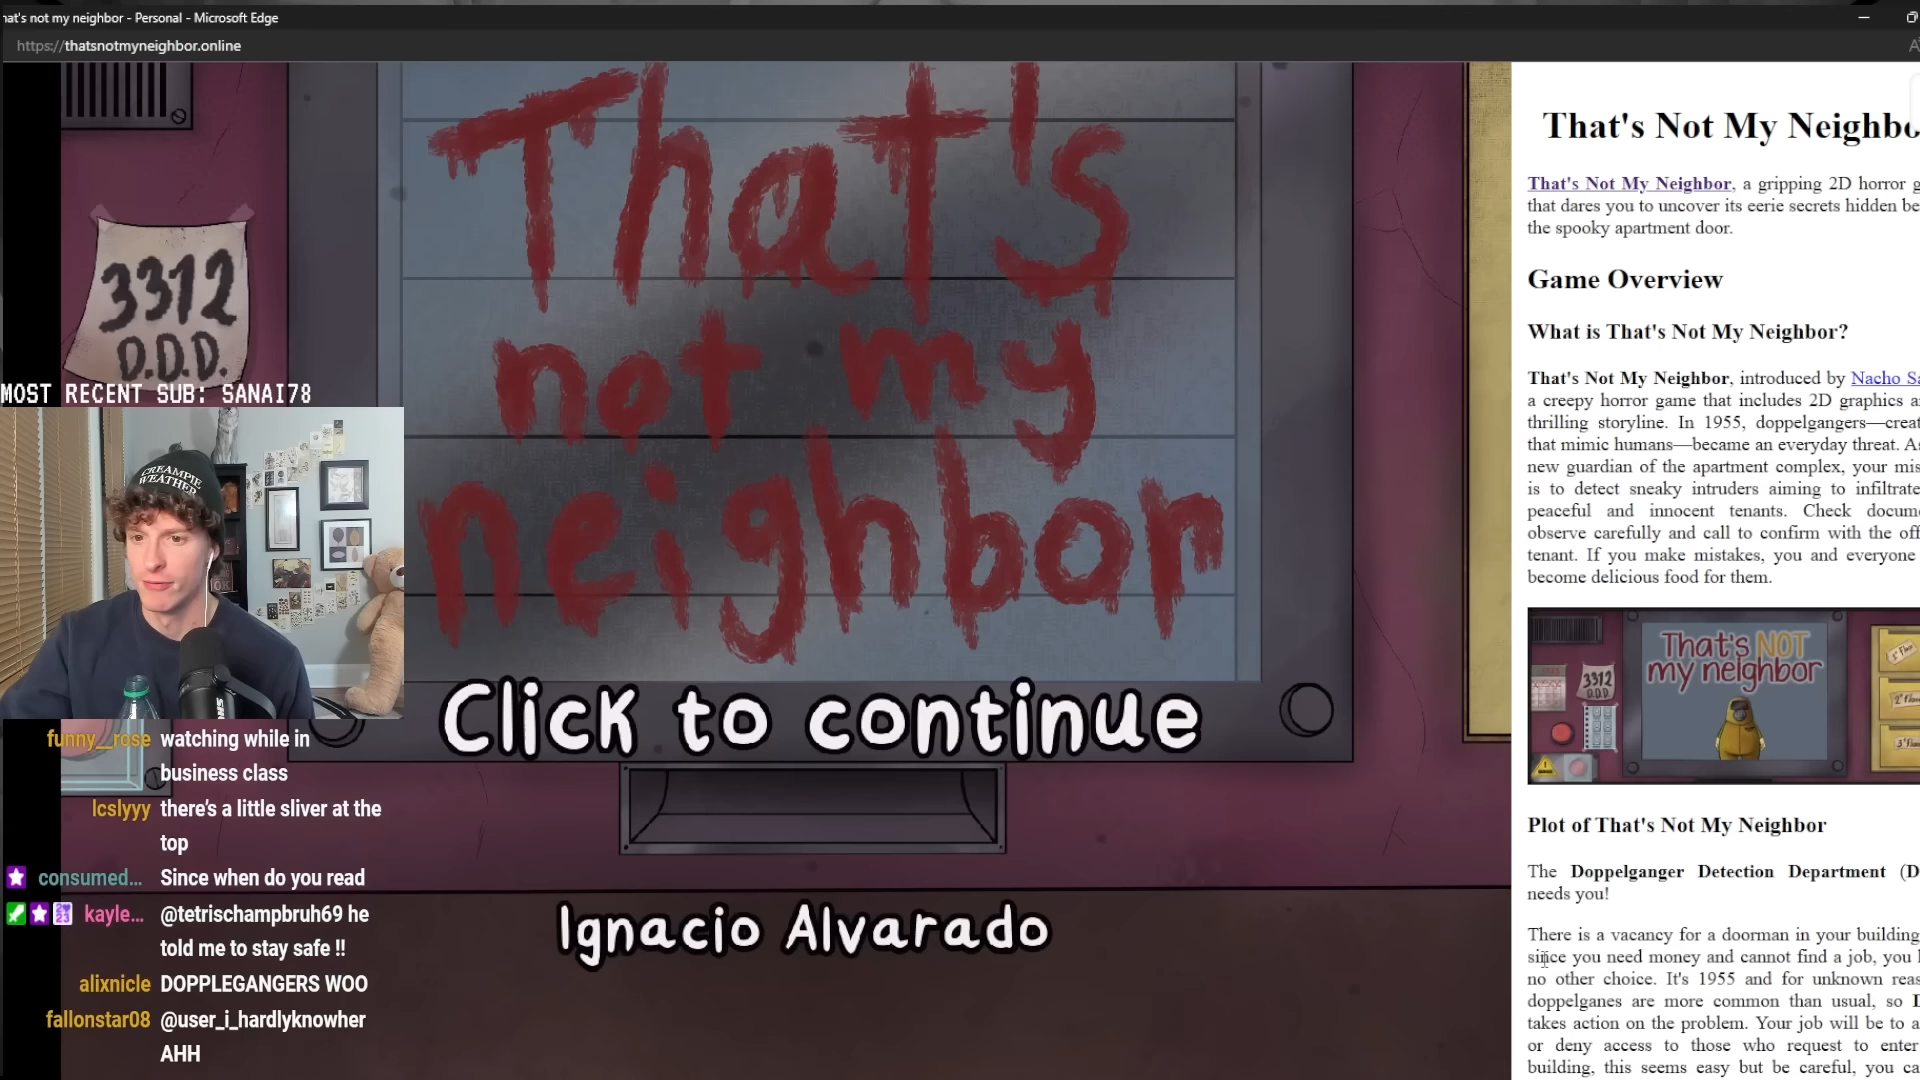 hat's not my neighbor - Personal - Microsoft Edge
https://thatsnotmyneighbor.online
That's
not my
neighbor
3312
D.D.D.
Click to continue
Ignacio Alvarado
MOST RECENT SUB: SANAI78
CREAMPIE
WEATHER
funny__rose watching while in
business class
lcslyyy there's a little sliver at the
top
consumed... Since when do you read
kayle... @tetrischampbruh69 he
told me to stay safe !!
alixnicle DOPPLEGANGERS WOO
fallonstar08 @user_i_hardlyknowher
AHH
That's Not My Neighbo
That's Not My Neighbor, a gripping 2D horror g
that dares you to uncover its eerie secrets hidden be
the spooky apartment door.
Game Overview
What is That's Not My Neighbor?
That's Not My Neighbor, introduced by Nacho Sa
a creepy horror game that includes 2D graphics a
thrilling storyline. In 1955, doppelgangers—creat
that mimic humans—became an everyday threat. As
new guardian of the apartment complex, your mis
is to detect sneaky intruders aiming to infiltrate
peaceful and innocent tenants. Check docume
observe carefully and call to confirm with the off
tenant. If you make mistakes, you and everyone
become delicious food for them.
That's NOT
my neighbor
3312
D.D.D.
Plot of That's Not My Neighbor
The Doppelganger Detection Department (D
needs you!
There is a vacancy for a doorman in your building
since you need money and cannot find a job, you
no other choice. It's 1955 and for unknown reas
doppelganes are more common than usual, so D
takes action on the problem. Your job will be to a
or deny access to those who request to enter
building, this seems easy but be careful, you ca